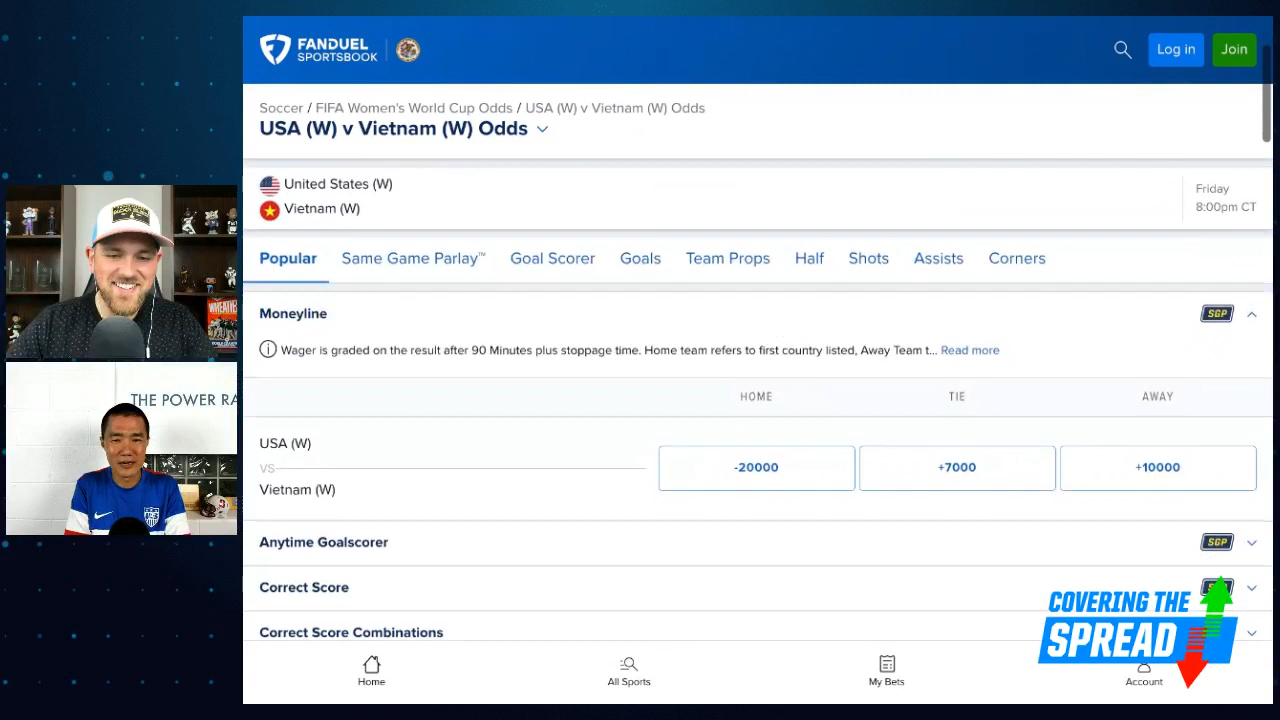 FANDUEL
SPORTSBOOK
Log in
Join
Soccer / FIFA Women's World Cup Odds / USA (W) v Vietnam (W) Odds
USA (W) v Vietnam (W) Odds
United States (W)
Vietnam (W)
Friday
8:00pm CT
Popular
Same Game Parlay™
Goal Scorer
Goals
Team Props
Half
Shots
Assists
Corners
Moneyline
SGP
Wager is graded on the result after 90 Minutes plus stoppage time. Home team refers to first country listed, Away Team t... Read more
HOME
TIE
AWAY
USA (W)
VS
Vietnam (W)
-20000
+7000
+10000
Anytime Goalscorer
SGP
Correct Score
Correct Score Combinations
COVERING THE
SPREAD
Home
All Sports
My Bets
Account
WHEATIES
THE POWER RA